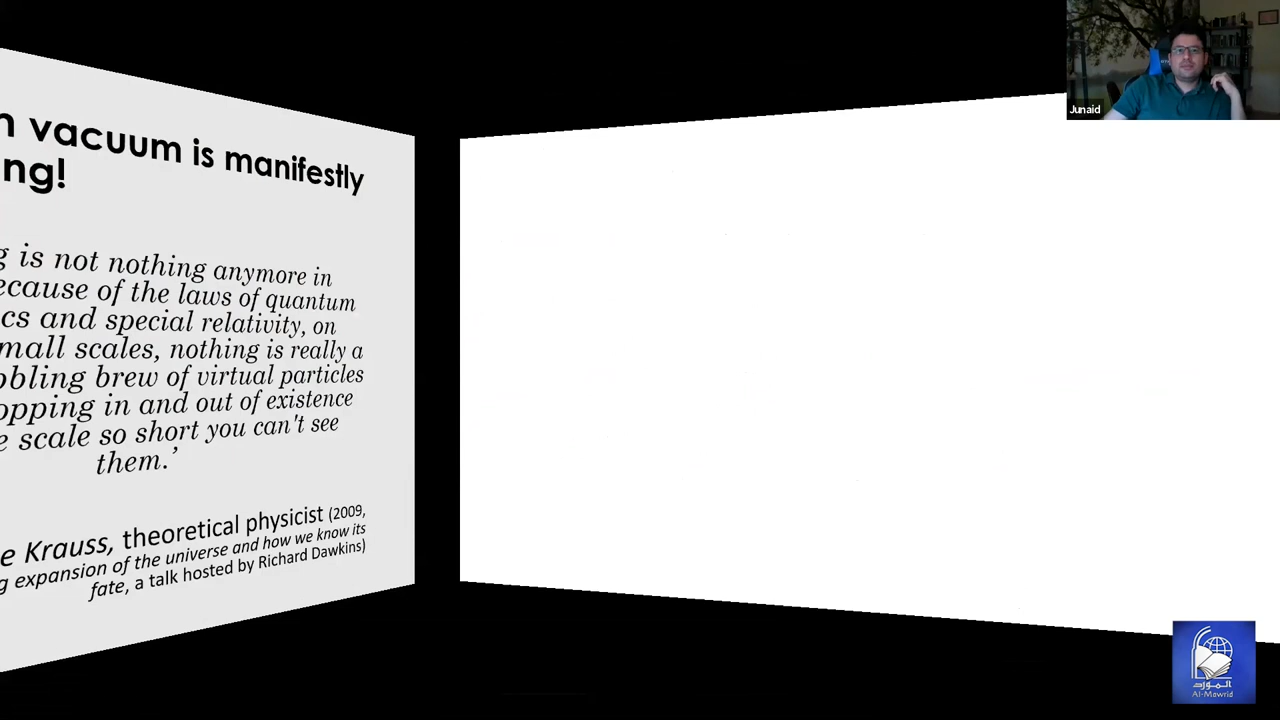 n vacuum is manifestly
ng!
g is not nothing anymore in
ecause of the laws of quantum
cs and special relativity, on
mall scales, nothing is really a
bbling brew of virtual particles
opping in and out of existence
e scale so short you can't see
them.’
e Krauss, theoretical physicist (2009,
g expansion of the universe and how we know its
fate, a talk hosted by Richard Dawkins)
Junaid
المورد
Al-Mawrid